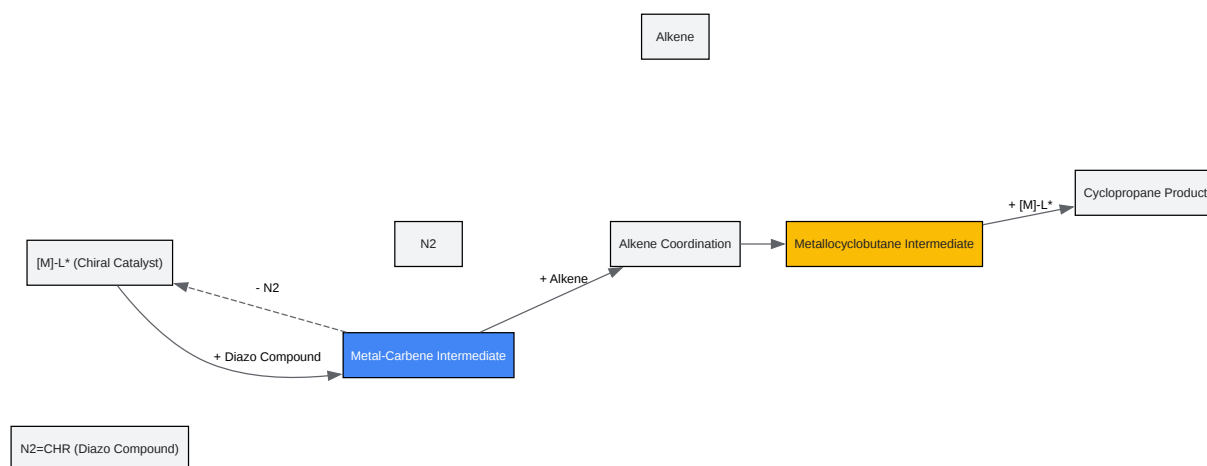 Alkene
Cyclopropane Product
+ [M]-L*
N2
Alkene Coordination
Metallocyclobutane Intermediate
[M]-L* (Chiral Catalyst)
+ Alkene
- N2
Metal-Carbene Intermediate
+ Diazo Compound
N2=CHR (Diazo Compound)